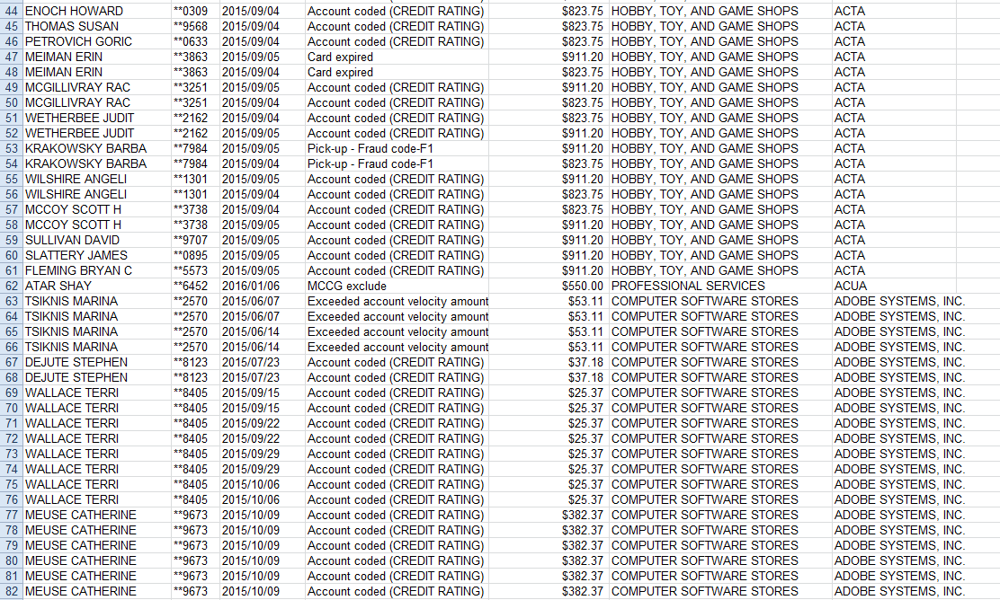 44 ENOCH HOWARD **0309 2015/09/04 Account coded (CREDIT RATING) $823.75 HOBBY, TOY, AND GAME SHOPS ACTA
45 THOMAS SUSAN **9568 2015/09/04 Account coded (CREDIT RATING) $823.75 HOBBY, TOY, AND GAME SHOPS ACTA
46 PETROVICH GORIC **0633 2015/09/04 Account coded (CREDIT RATING) $823.75 HOBBY, TOY, AND GAME SHOPS ACTA
47 MEIMAN ERIN **3863 2015/09/05 Card expired $911.20 HOBBY, TOY, AND GAME SHOPS ACTA
48 MEIMAN ERIN **3863 2015/09/04 Card expired $823.75 HOBBY, TOY, AND GAME SHOPS ACTA
49 MCGILLIVRAY RAC **3251 2015/09/05 Account coded (CREDIT RATING) $911.20 HOBBY, TOY, AND GAME SHOPS ACTA
50 MCGILLIVRAY RAC **3251 2015/09/04 Account coded (CREDIT RATING) $823.75 HOBBY, TOY, AND GAME SHOPS ACTA
51 WETHERBEE JUDIT **2162 2015/09/04 Account coded (CREDIT RATING) $823.75 HOBBY, TOY, AND GAME SHOPS ACTA
52 WETHERBEE JUDIT **2162 2015/09/05 Account coded (CREDIT RATING) $911.20 HOBBY, TOY, AND GAME SHOPS ACTA
53 KRAKOWSKY BARBA **7984 2015/09/05 Pick-up - Fraud code-F1 $911.20 HOBBY, TOY, AND GAME SHOPS ACTA
54 KRAKOWSKY BARBA **7984 2015/09/04 Pick-up - Fraud code-F1 $823.75 HOBBY, TOY, AND GAME SHOPS ACTA
55 WILSHIRE ANGELI **1301 2015/09/05 Account coded (CREDIT RATING) $911.20 HOBBY, TOY, AND GAME SHOPS ACTA
56 WILSHIRE ANGELI **1301 2015/09/04 Account coded (CREDIT RATING) $823.75 HOBBY, TOY, AND GAME SHOPS ACTA
57 MCCOY SCOTT H **3738 2015/09/04 Account coded (CREDIT RATING) $823.75 HOBBY, TOY, AND GAME SHOPS ACTA
58 MCCOY SCOTT H **3738 2015/09/05 Account coded (CREDIT RATING) $911.20 HOBBY, TOY, AND GAME SHOPS ACTA
59 SULLIVAN DAVID **9707 2015/09/05 Account coded (CREDIT RATING) $911.20 HOBBY, TOY, AND GAME SHOPS ACTA
60 SLATTERY JAMES **0895 2015/09/05 Account coded (CREDIT RATING) $911.20 HOBBY, TOY, AND GAME SHOPS ACTA
61 FLEMING BRYAN C **5573 2015/09/05 Account coded (CREDIT RATING) $911.20 HOBBY, TOY, AND GAME SHOPS ACTA
62 ATAR SHAY **6452 2016/01/06 MCCG exclude $550.00 PROFESSIONAL SERVICES ACUA
63 TSIKNIS MARINA **2570 2015/06/07 Exceeded account velocity amount $53.11 COMPUTER SOFTWARE STORES ADOBE SYSTEMS, INC.
64 TSIKNIS MARINA **2570 2015/06/07 Exceeded account velocity amount $53.11 COMPUTER SOFTWARE STORES ADOBE SYSTEMS, INC.
65 TSIKNIS MARINA **2570 2015/06/14 Exceeded account velocity amount $53.11 COMPUTER SOFTWARE STORES ADOBE SYSTEMS, INC.
66 TSIKNIS MARINA **2570 2015/06/14 Exceeded account velocity amount $53.11 COMPUTER SOFTWARE STORES ADOBE SYSTEMS, INC.
67 DEJUTE STEPHEN **8123 2015/07/23 Account coded (CREDIT RATING) $37.18 COMPUTER SOFTWARE STORES ADOBE SYSTEMS, INC.
68 DEJUTE STEPHEN **8123 2015/07/23 Account coded (CREDIT RATING) $37.18 COMPUTER SOFTWARE STORES ADOBE SYSTEMS, INC.
69 WALLACE TERRI **8405 2015/09/15 Account coded (CREDIT RATING) $25.37 COMPUTER SOFTWARE STORES ADOBE SYSTEMS, INC.
70 WALLACE TERRI **8405 2015/09/15 Account coded (CREDIT RATING) $25.37 COMPUTER SOFTWARE STORES ADOBE SYSTEMS, INC.
71 WALLACE TERRI **8405 2015/09/22 Account coded (CREDIT RATING) $25.37 COMPUTER SOFTWARE STORES ADOBE SYSTEMS, INC.
72 WALLACE TERRI **8405 2015/09/22 Account coded (CREDIT RATING) $25.37 COMPUTER SOFTWARE STORES ADOBE SYSTEMS, INC.
73 WALLACE TERRI **8405 2015/09/29 Account coded (CREDIT RATING) $25.37 COMPUTER SOFTWARE STORES ADOBE SYSTEMS, INC.
74 WALLACE TERRI **8405 2015/09/29 Account coded (CREDIT RATING) $25.37 COMPUTER SOFTWARE STORES ADOBE SYSTEMS, INC.
75 WALLACE TERRI **8405 2015/10/06 Account coded (CREDIT RATING) $25.37 COMPUTER SOFTWARE STORES ADOBE SYSTEMS, INC.
76 WALLACE TERRI **8405 2015/10/06 Account coded (CREDIT RATING) $25.37 COMPUTER SOFTWARE STORES ADOBE SYSTEMS, INC.
77 MEUSE CATHERINE **9673 2015/10/09 Account coded (CREDIT RATING) $382.37 COMPUTER SOFTWARE STORES ADOBE SYSTEMS, INC.
78 MEUSE CATHERINE **9673 2015/10/09 Account coded (CREDIT RATING) $382.37 COMPUTER SOFTWARE STORES ADOBE SYSTEMS, INC.
79 MEUSE CATHERINE **9673 2015/10/09 Account coded (CREDIT RATING) $382.37 COMPUTER SOFTWARE STORES ADOBE SYSTEMS, INC.
80 MEUSE CATHERINE **9673 2015/10/09 Account coded (CREDIT RATING) $382.37 COMPUTER SOFTWARE STORES ADOBE SYSTEMS, INC.
81 MEUSE CATHERINE **9673 2015/10/09 Account coded (CREDIT RATING) $382.37 COMPUTER SOFTWARE STORES ADOBE SYSTEMS, INC.
82 MEUSE CATHERINE **9673 2015/10/09 Account coded (CREDIT RATING) $382.37 COMPUTER SOFTWARE STORES ADOBE SYSTEMS, INC.